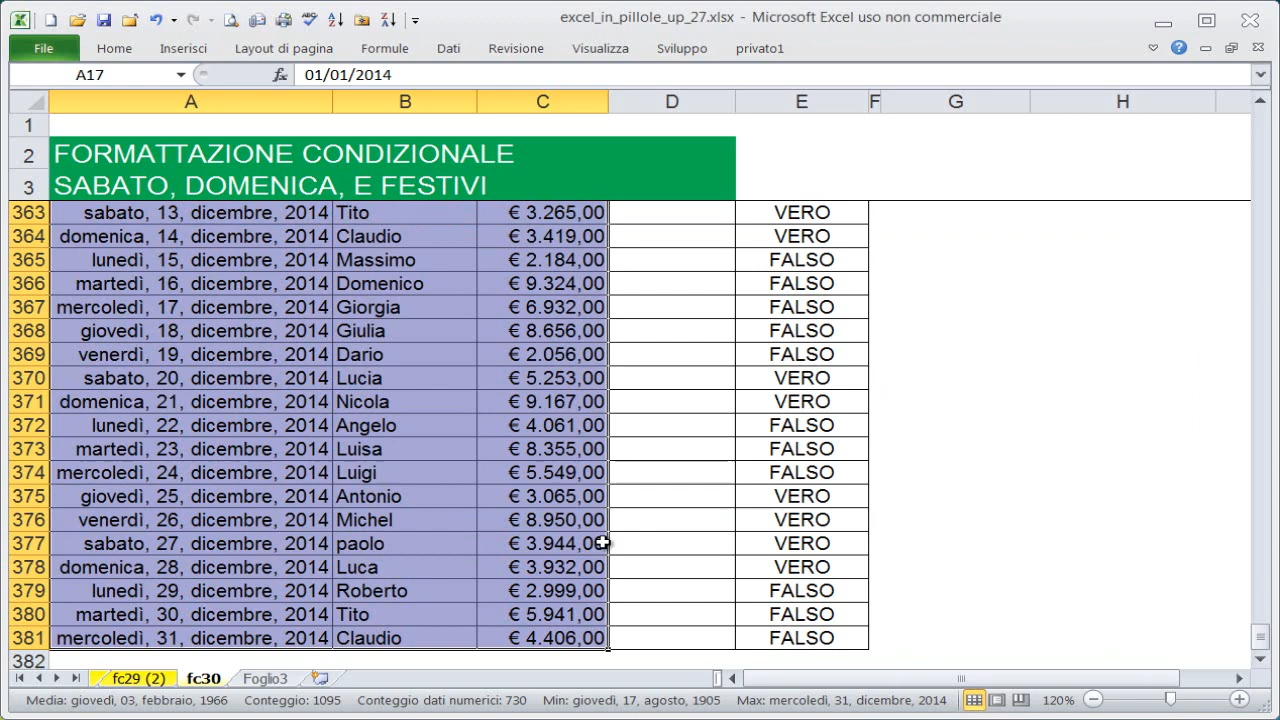 excel_in_pillole_up_27.xlsx - Microsoft Excel uso non commerciale
File Home Inserisci Layout di pagina Formule Dati Revisione Visualizza Sviluppo privato1
A17 fx 01/01/2014
A B C D E F G H
1
2 FORMATTAZIONE CONDIZIONALE
3 SABATO, DOMENICA, E FESTIVI
363 sabato, 13, dicembre, 2014 Tito € 3.265,00 VERO
364 domenica, 14, dicembre, 2014 Claudio € 3.419,00 VERO
365 lunedì, 15, dicembre, 2014 Massimo € 2.184,00 FALSO
366 martedì, 16, dicembre, 2014 Domenico € 9.324,00 FALSO
367 mercoledì, 17, dicembre, 2014 Giorgia € 6.932,00 FALSO
368 giovedì, 18, dicembre, 2014 Giulia € 8.656,00 FALSO
369 venerdì, 19, dicembre, 2014 Dario € 2.056,00 FALSO
370 sabato, 20, dicembre, 2014 Lucia € 5.253,00 VERO
371 domenica, 21, dicembre, 2014 Nicola € 9.167,00 VERO
372 lunedì, 22, dicembre, 2014 Angelo € 4.061,00 FALSO
373 martedì, 23, dicembre, 2014 Luisa € 8.355,00 FALSO
374 mercoledì, 24, dicembre, 2014 Luigi € 5.549,00 FALSO
375 giovedì, 25, dicembre, 2014 Antonio € 3.065,00 VERO
376 venerdì, 26, dicembre, 2014 Michel € 8.950,00 VERO
377 sabato, 27, dicembre, 2014 paolo € 3.944,00 VERO
378 domenica, 28, dicembre, 2014 Luca € 3.932,00 VERO
379 lunedì, 29, dicembre, 2014 Roberto € 2.999,00 FALSO
380 martedì, 30, dicembre, 2014 Tito € 5.941,00 FALSO
381 mercoledì, 31, dicembre, 2014 Claudio € 4.406,00 FALSO
382
fc29 (2) fc30 Foglio3
Media: giovedì, 03, febbraio, 1966 Conteggio: 1095 Conteggio dati numerici: 730 Min: giovedì, 17, agosto, 1905 Max: mercoledì, 31, dicembre, 2014 120%